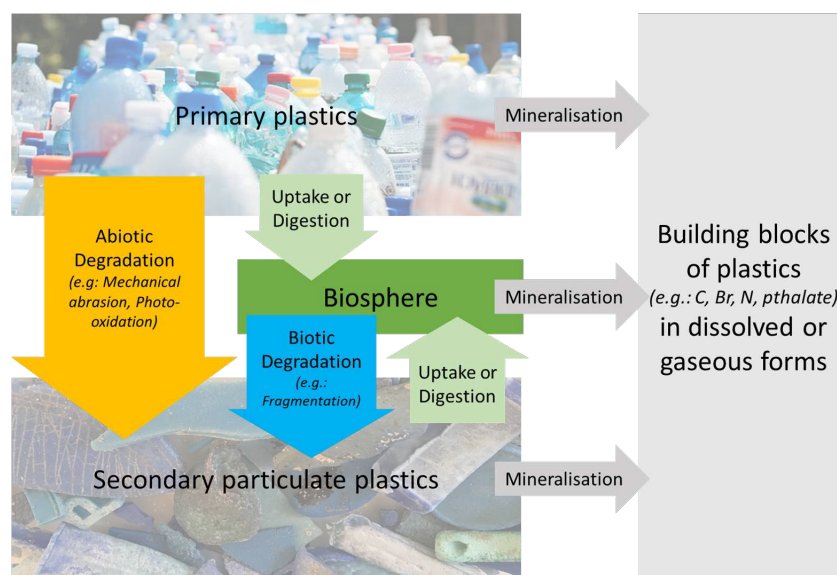 Primary plastics
Mineralisation
Uptake or
Digestion
Abiotic
Degradation
(e.g: Mechanical
abrasion, Photo-
oxidation)
Biosphere
Mineralisation
Building blocks
of plastics
(e.g.: C, Br, N, pthalate)
in dissolved or
gaseous forms
Biotic
Degradation
(e.g.:
Fragmentation)
Uptake or
Digestion
Secondary particulate plastics
Mineralisation